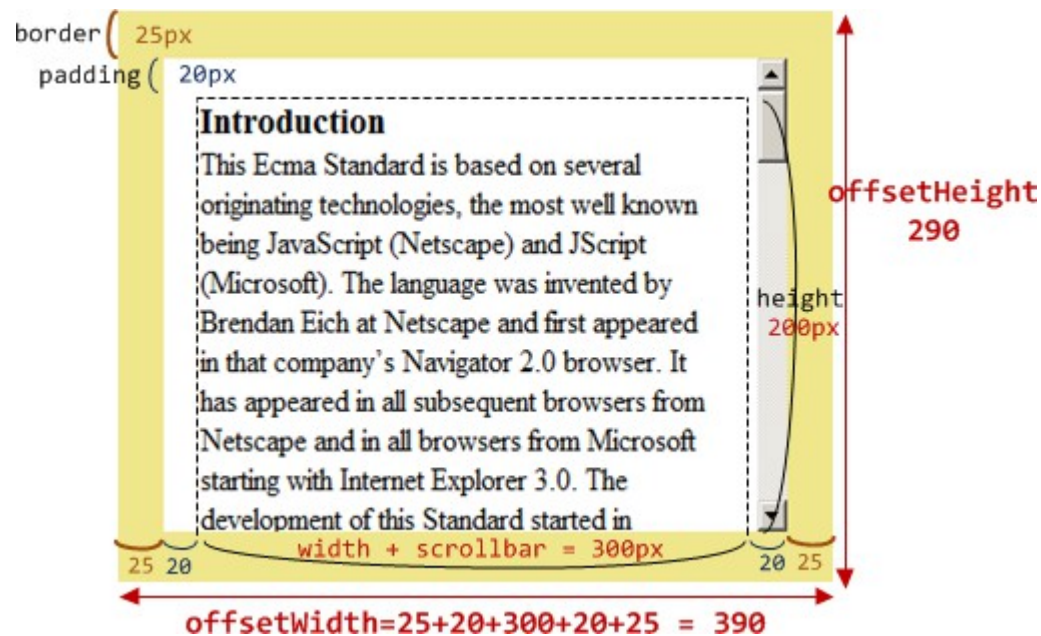 border
25px
padding
20px
Introduction
This Ecma Standard is based on several
originating technologies, the most well known
being JavaScript (Netscape) and JScript
(Microsoft). The language was invented by
Brendan Eich at Netscape and first appeared
in that company’s Navigator 2.0 browser. It
has appeared in all subsequent browsers from
Netscape and in all browsers from Microsoft
starting with Internet Explorer 3.0. The
development of this Standard started in
offsetHeight
290
height
200px
width + scrollbar = 300px
25 20
20 25
offsetWidth=25+20+300+20+25 = 390